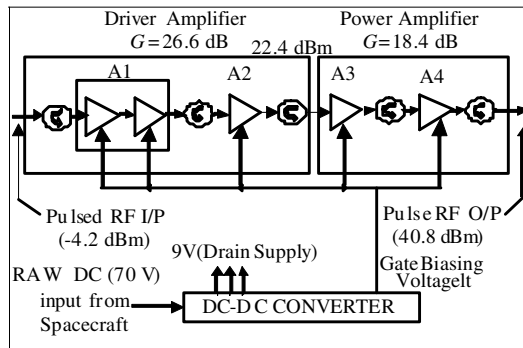 Driver Amplifier
G=26.6 dB
Power Amplifier
G=18.4 dB
22.4 dBm
A1
A2
A3
A4
Pulsed RF I/P
(-4.2 dBm)
Pulse RF O/P
(40.8 dBm)
9V(Drain Supply)
Gate Biasing
Voltagelt
RAW DC (70 V)
input from
Spacecraft
DC-DC CONVERTER